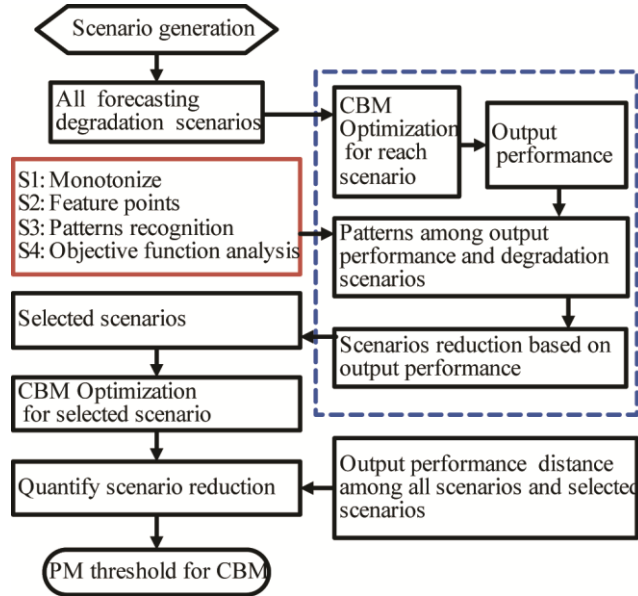 Scenario generation
All forecasting
degradation scenarios
CBM
Optimization
for reach
scenario
Output
performance
S1: Monotonize
S2: Feature points
S3: Patterns recognition
S4: Objective function analysis
Patterns among output
performance and degradation
scenarios
Selected scenarios
Scenarios reduction based on
output performance
CBM Optimization
for selected scenario
Quantify scenario reduction
Output performance distance
among all scenarios and selected
scenarios
PM threshold for CBM